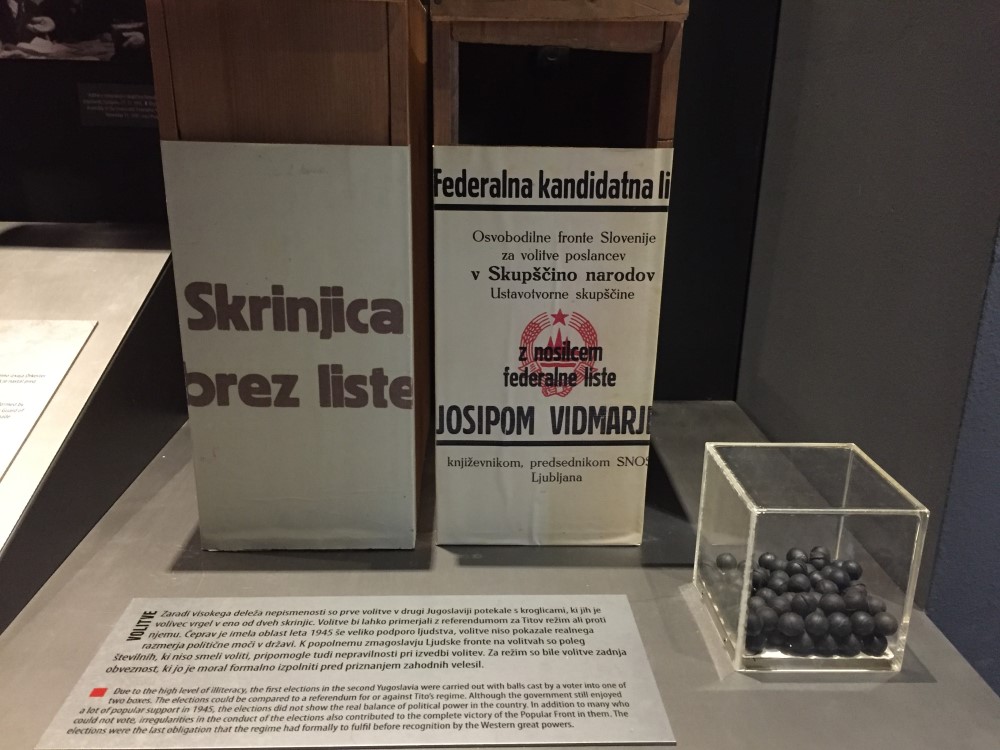 Skrinjica
brez liste
Federalna kandidatna li
Osvobodilne fronte Slovenije
za volitve poslancev
v Skupščino narodov
Ustavotvorne skupščine
z nosilcem
federalne liste
JOSIPOM VIDMARJE
književnikom, predsednikom SNOS
Ljubljana
VOLITVE
Zaradi visokega deleža nepismenosti so prve volitve v drugi Jugoslaviji potekale s kroglicami, ki jih je
volivec vrgel v eno od dveh skrinjic. Volitve bi lahko primerjali z referendumom za Titov režim ali proti
njemu. Čeprav je imela oblast leta 1945 še veliko podporo ljudstva, volitve niso pokazale realnega
razmerja politične moči v državi. K popolnemu zmagoslavju Ljudske fronte na volitvah so poleg
številnih, ki niso smeli voliti, pripomogle tudi nepravilnosti pri izvedbi volitev. Za režim so bile volitve zadnja
obveznost, ki jo je moral formalno izpolniti pred priznanjem zahodnih velesil.
Due to the high level of illiteracy, the first elections in the second Yugoslavia were carried out with balls cast by a voter into one of
two boxes. The elections could be compared to a referendum for or against Tito's regime. Although the government still enjoyed
a lot of popular support in 1945, the elections did not show the real balance of political power in the country. In addition to many who
could not vote, irregularities in the conduct of the elections also contributed to the complete victory of the Popular Front in them. The
elections were the last obligation that the regime had formally to fulfil before recognition by the Western great powers.